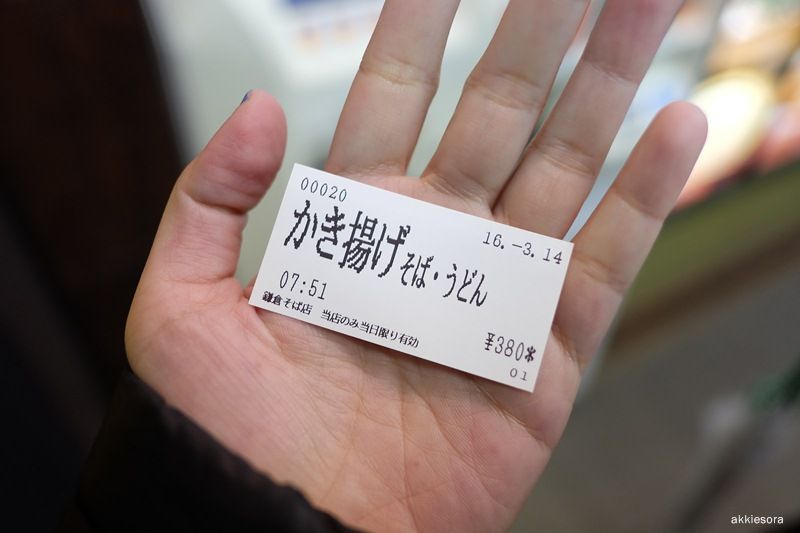 00020
16.-3.14
かき揚げそば・うどん
07:51
鎌倉そば店 当店のみ当日限り有効
¥380*
01
akkiesora